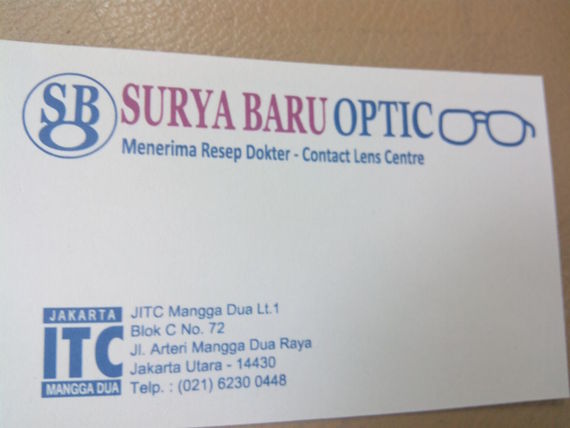 SB SURYA BARU OPTIC
Menerima Resep Dokter - Contact Lens Centre
JAKARTA
ITC
MANGGA DUA
JITC Mangga Dua Lt.1
Blok C No. 72
Jl. Arteri Mangga Dua Raya
Jakarta Utara - 14430
Telp. : (021) 6230 0448